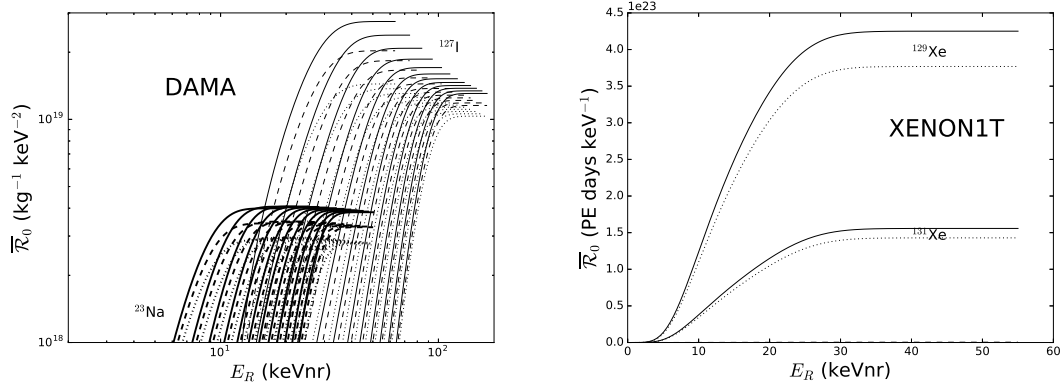 DAMA
¹²⁷I
²³Na
10¹⁹
10¹⁸
R̅₀ (kg⁻¹ keV⁻²)
10¹
10²
E_R (keVnr)
1e23
4.5
4.0
3.5
3.0
2.5
2.0
1.5
1.0
0.5
0.0
R̅₀ (PE days keV⁻¹)
¹²⁹Xe
XENON1T
¹³¹Xe
0 10 20 30 40 50 60
E_R (keVnr)